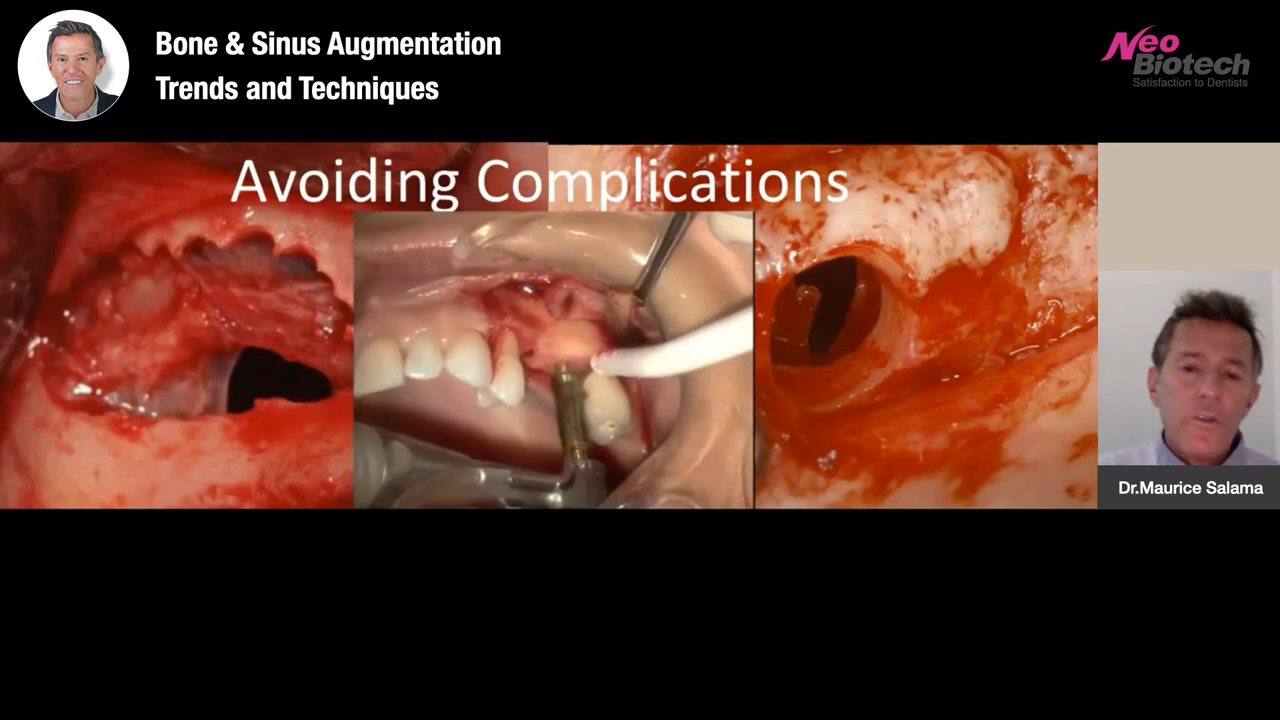 Bone & Sinus Augmentation
Trends and Techniques
Neo
Biotech
Satisfaction to Dentists
Avoiding Complications
Dr.Maurice Salama